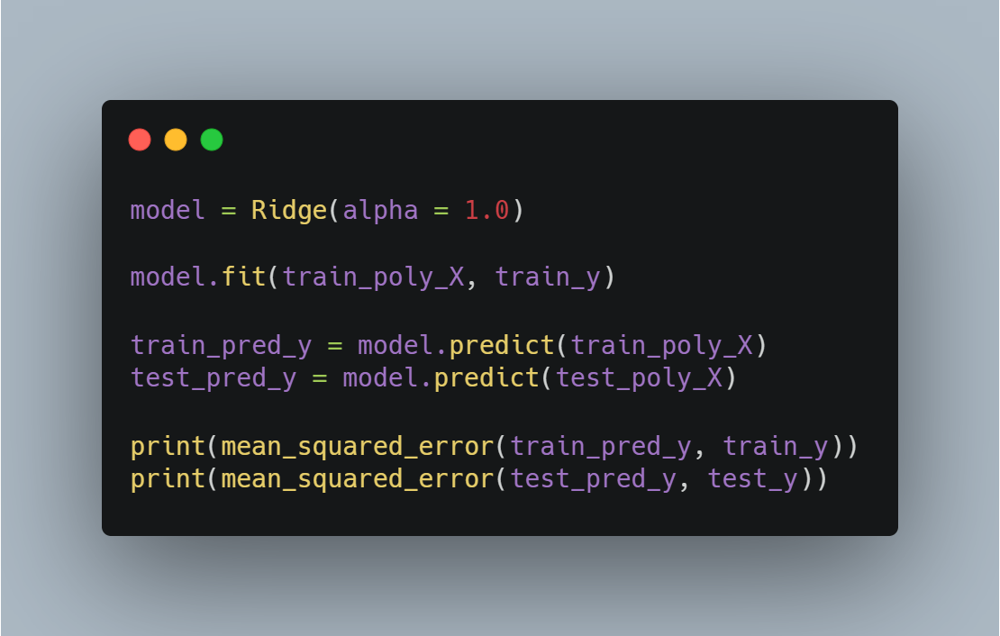 model = Ridge(alpha = 1.0)
model.fit(train_poly_X, train_y)
train_pred_y = model.predict(train_poly_X)
test_pred_y = model.predict(test_poly_X)
print(mean_squared_error(train_pred_y, train_y))
print(mean_squared_error(test_pred_y, test_y))